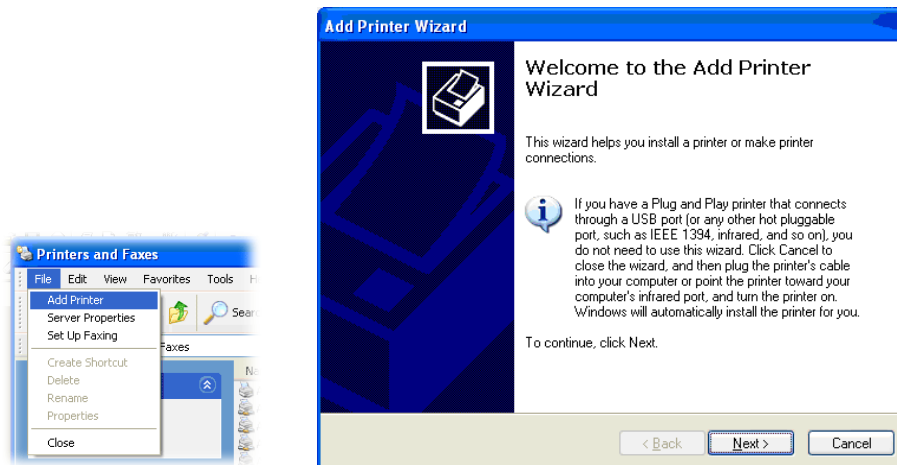 Printers and Faxes
File Edit View Favorites Tools
Add Printer
Server Properties
Set Up Faxing
Faxes
Create Shortcut
Delete
Rename
Properties
Close
Add Printer Wizard
Welcome to the Add Printer
Wizard
This wizard helps you install a printer or make printer
connections.
If you have a Plug and Play printer that connects
through a USB port (or any other hot pluggable
port, such as IEEE 1394, infrared, and so on), you
do not need to use this wizard. Click Cancel to
close the wizard, and then plug the printer's cable
into your computer or point the printer toward your
computer's infrared port, and turn the printer on.
Windows will automatically install the printer for you.
To continue, click Next.
< Back Next > Cancel